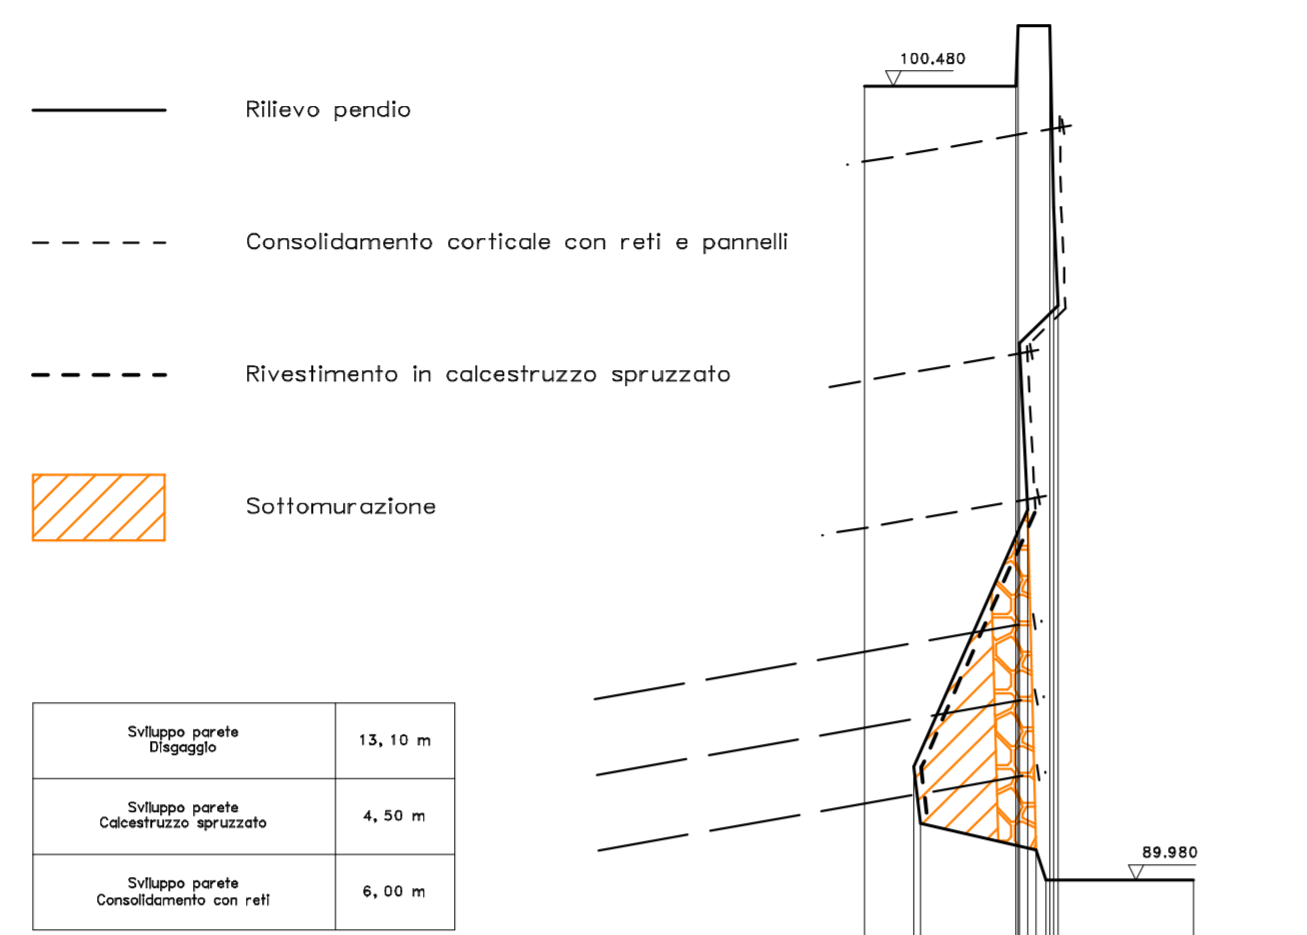 100.480
Rilievo pendio
Consolidamento corticale con reti e pannelli
Rivestimento in calcestruzzo spruzzato
Sottomurazione
Sviluppo parete
Disgaggio
13, 10 m
Sviluppo parete
Calcestruzzo spruzzato
4, 50 m
Sviluppo parete
Consolidamento con reti
6, 00 m
89.980